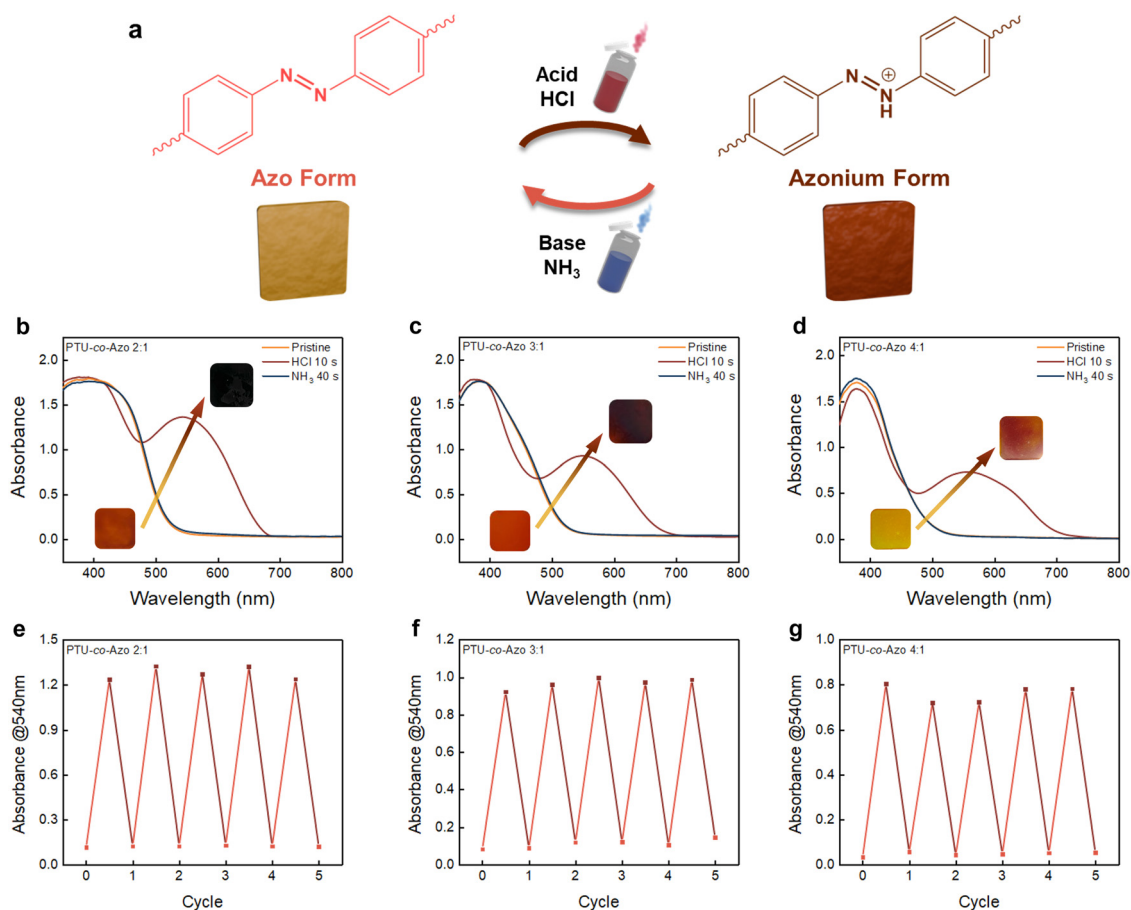 a
N
N
Azo Form
Acid
HCl
Base
NH3
N
N
H
+
Azonium Form
b
PTU-co-Azo 2:1
Pristine
HCl 10 s
NH3 40 s
Absorbance
2.0
1.5
1.0
0.5
0.0
400 500 600 700 800
Wavelength (nm)
c
PTU-co-Azo 3:1
Pristine
HCl 10 s
NH3 40 s
Absorbance
2.0
1.5
1.0
0.5
0.0
400 500 600 700 800
Wavelength (nm)
d
PTU-co-Azo 4:1
Pristine
HCl 10 s
NH3 40 s
Absorbance
2.0
1.5
1.0
0.5
0.0
400 500 600 700 800
Wavelength (nm)
e
PTU-co-Azo 2:1
Absorbance @540nm
1.5
1.2
0.9
0.6
0.3
0.0
0 1 2 3 4 5
Cycle
f
PTU-co-Azo 3:1
Absorbance @540nm
1.2
1.0
0.8
0.6
0.4
0.2
0.0
0 1 2 3 4 5
Cycle
g
PTU-co-Azo 4:1
Absorbance @540nm
1.0
0.8
0.6
0.4
0.2
0.0
0 1 2 3 4 5
Cycle